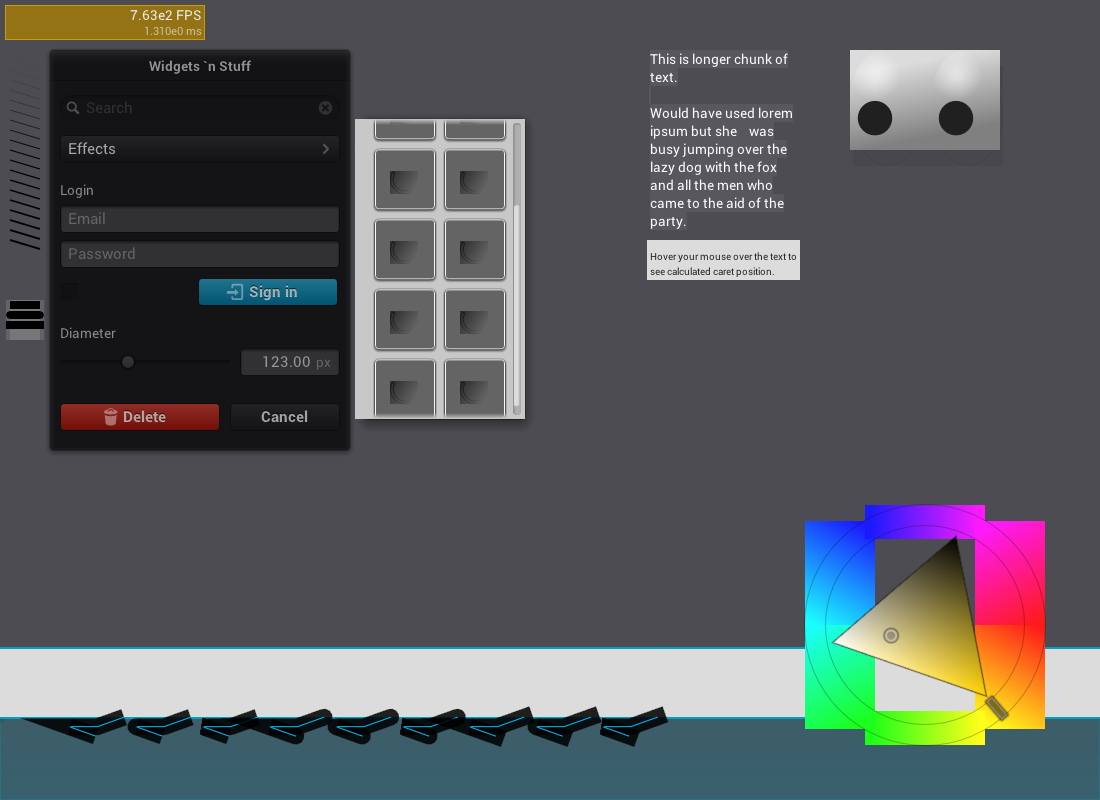 7.63e2 FPS
1.310e0 ms
Widgets `n Stuff
Search
Effects
Login
Email
Password
Sign in
Diameter
123.00 px
Delete
Cancel
This is longer chunk of
text.
Would have used lorem
ipsum but she was
busy jumping over the
lazy dog with the fox
and all the men who
came to the aid of the
party.
Hover your mouse over the text to
see calculated caret position.